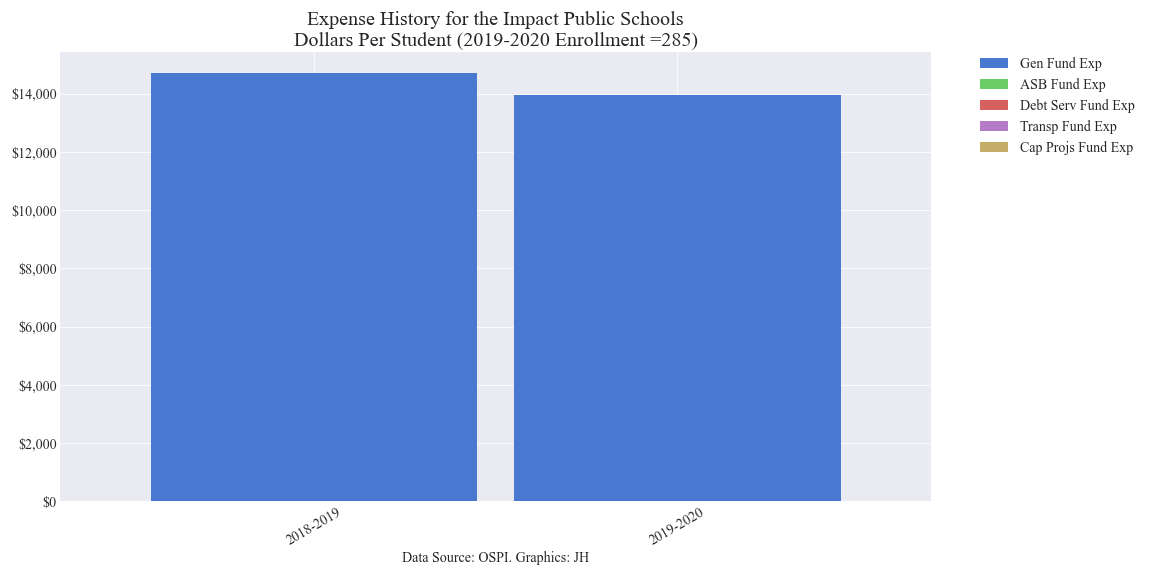 Expense History for the Impact Public Schools
Dollars Per Student (2019-2020 Enrollment =285)
$14,000
$12,000
$10,000
$8,000
$6,000
$4,000
$2,000
$0
2018-2019
2019-2020
Data Source: OSPI. Graphics: JH
Gen Fund Exp
ASB Fund Exp
Debt Serv Fund Exp
Transp Fund Exp
Cap Projs Fund Exp